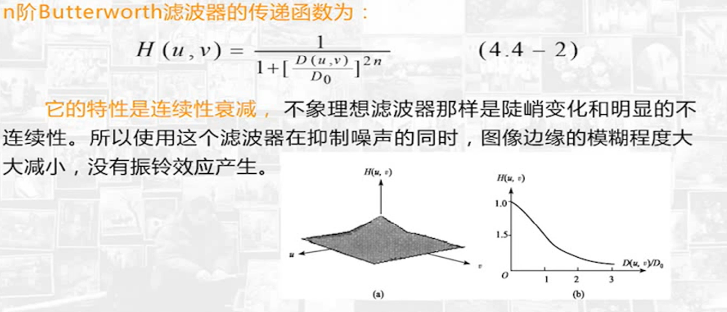 n阶Butterworth滤波器的传递函数为：
H (u,v) = 1 / 1+[ D(u,v) / D0 ]^2n (4.4－2)
它的特性是连续性衰减， 不象理想滤波器那样是陡峭变化和明显的不
连续性。所以使用这个滤波器在抑制噪声的同时，图像边缘的模糊程度大
大减小，没有振铃效应产生。
H(u, v)
u
v
(a)
H(u, v)
1.0
1.5
O
1 2 3
D(u, v)/D0
(b)